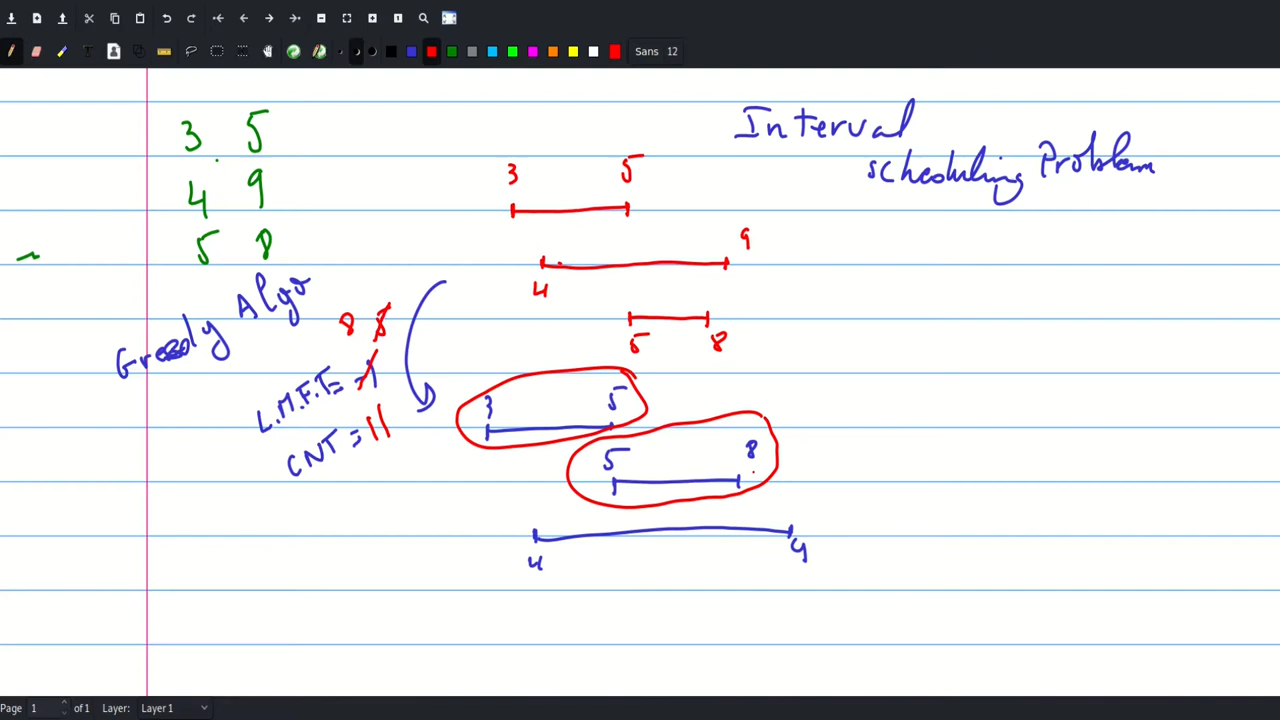 Sans 12
3 5
4 9
5 8
Interval
scheduling Problem
3 5
4 9
5 8
Greedy Algo
8 5
L.M.F.T= -1
CNT = 11
3 5
5 8
4 9
Page 1 of 1 Layer: Layer 1